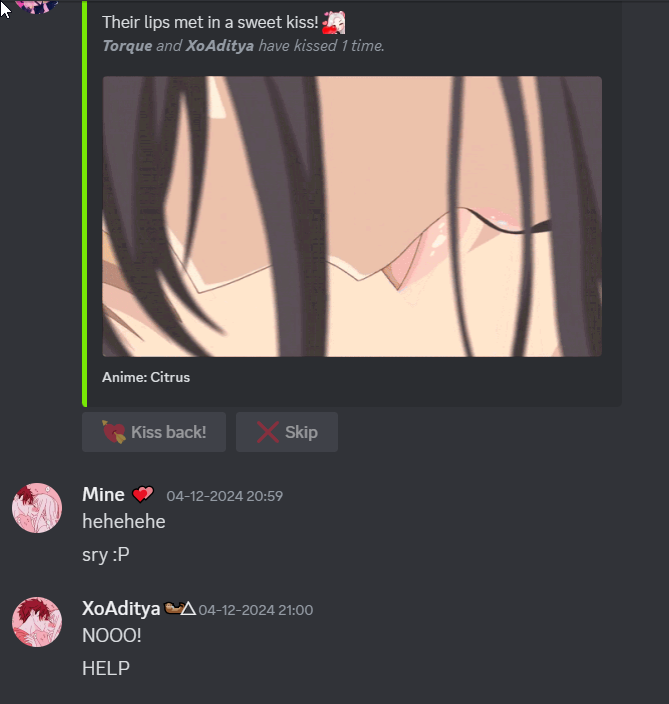 Their lips met in a sweet kiss!
Torque and XoAditya have kissed 1 time.
Anime: Citrus
Kiss back!
Skip
Mine 04-12-2024 20:59
hehehehe
sry :P
XoAditya 04-12-2024 21:00
NOOO!
HELP